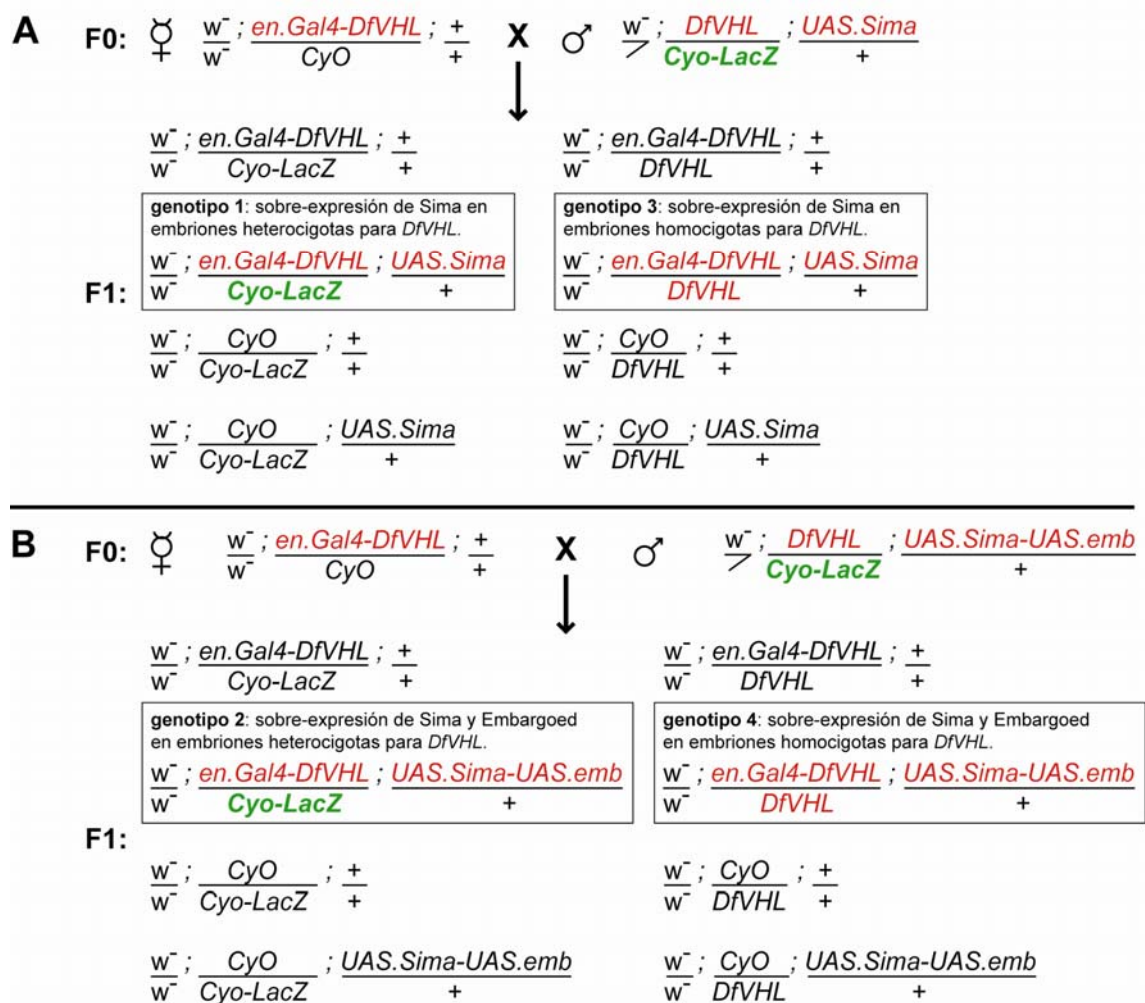 A F0: ☿ w⁻/w⁻ ; en.Gal4-DfVHL/CyO ; +/+ X ♂ w⁻/ ; DfVHL/Cyo-LacZ ; UAS.Sima/+
w⁻/w⁻ ; en.Gal4-DfVHL/Cyo-LacZ ; +/+
w⁻/w⁻ ; en.Gal4-DfVHL/DfVHL ; +/+
F1:
genotipo 1: sobre-expresión de Sima en
embriones heterocigotas para DfVHL.
w⁻/w⁻ ; en.Gal4-DfVHL/Cyo-LacZ ; UAS.Sima/+
genotipo 3: sobre-expresión de Sima en
embriones homocigotas para DfVHL.
w⁻/w⁻ ; en.Gal4-DfVHL/DfVHL ; UAS.Sima/+
w⁻/w⁻ ; CyO/Cyo-LacZ ; +/+
w⁻/w⁻ ; CyO/DfVHL ; +/+
w⁻/w⁻ ; CyO/Cyo-LacZ ; UAS.Sima/+
w⁻/w⁻ ; CyO/DfVHL ; UAS.Sima/+
B F0: ☿ w⁻/w⁻ ; en.Gal4-DfVHL/CyO ; +/+ X ♂ w⁻/ ; DfVHL/Cyo-LacZ ; UAS.Sima-UAS.emb/+
w⁻/w⁻ ; en.Gal4-DfVHL/Cyo-LacZ ; +/+
w⁻/w⁻ ; en.Gal4-DfVHL/DfVHL ; +/+
genotipo 2: sobre-expresión de Sima y Embargoed
en embriones heterocigotas para DfVHL.
w⁻/w⁻ ; en.Gal4-DfVHL/Cyo-LacZ ; UAS.Sima-UAS.emb/+
genotipo 4: sobre-expresión de Sima y Embargoed
en embriones homocigotas para DfVHL.
w⁻/w⁻ ; en.Gal4-DfVHL/DfVHL ; UAS.Sima-UAS.emb/+
F1:
w⁻/w⁻ ; CyO/Cyo-LacZ ; +/+
w⁻/w⁻ ; CyO/DfVHL ; +/+
w⁻/w⁻ ; CyO/Cyo-LacZ ; UAS.Sima-UAS.emb/+
w⁻/w⁻ ; CyO/DfVHL ; UAS.Sima-UAS.emb/+